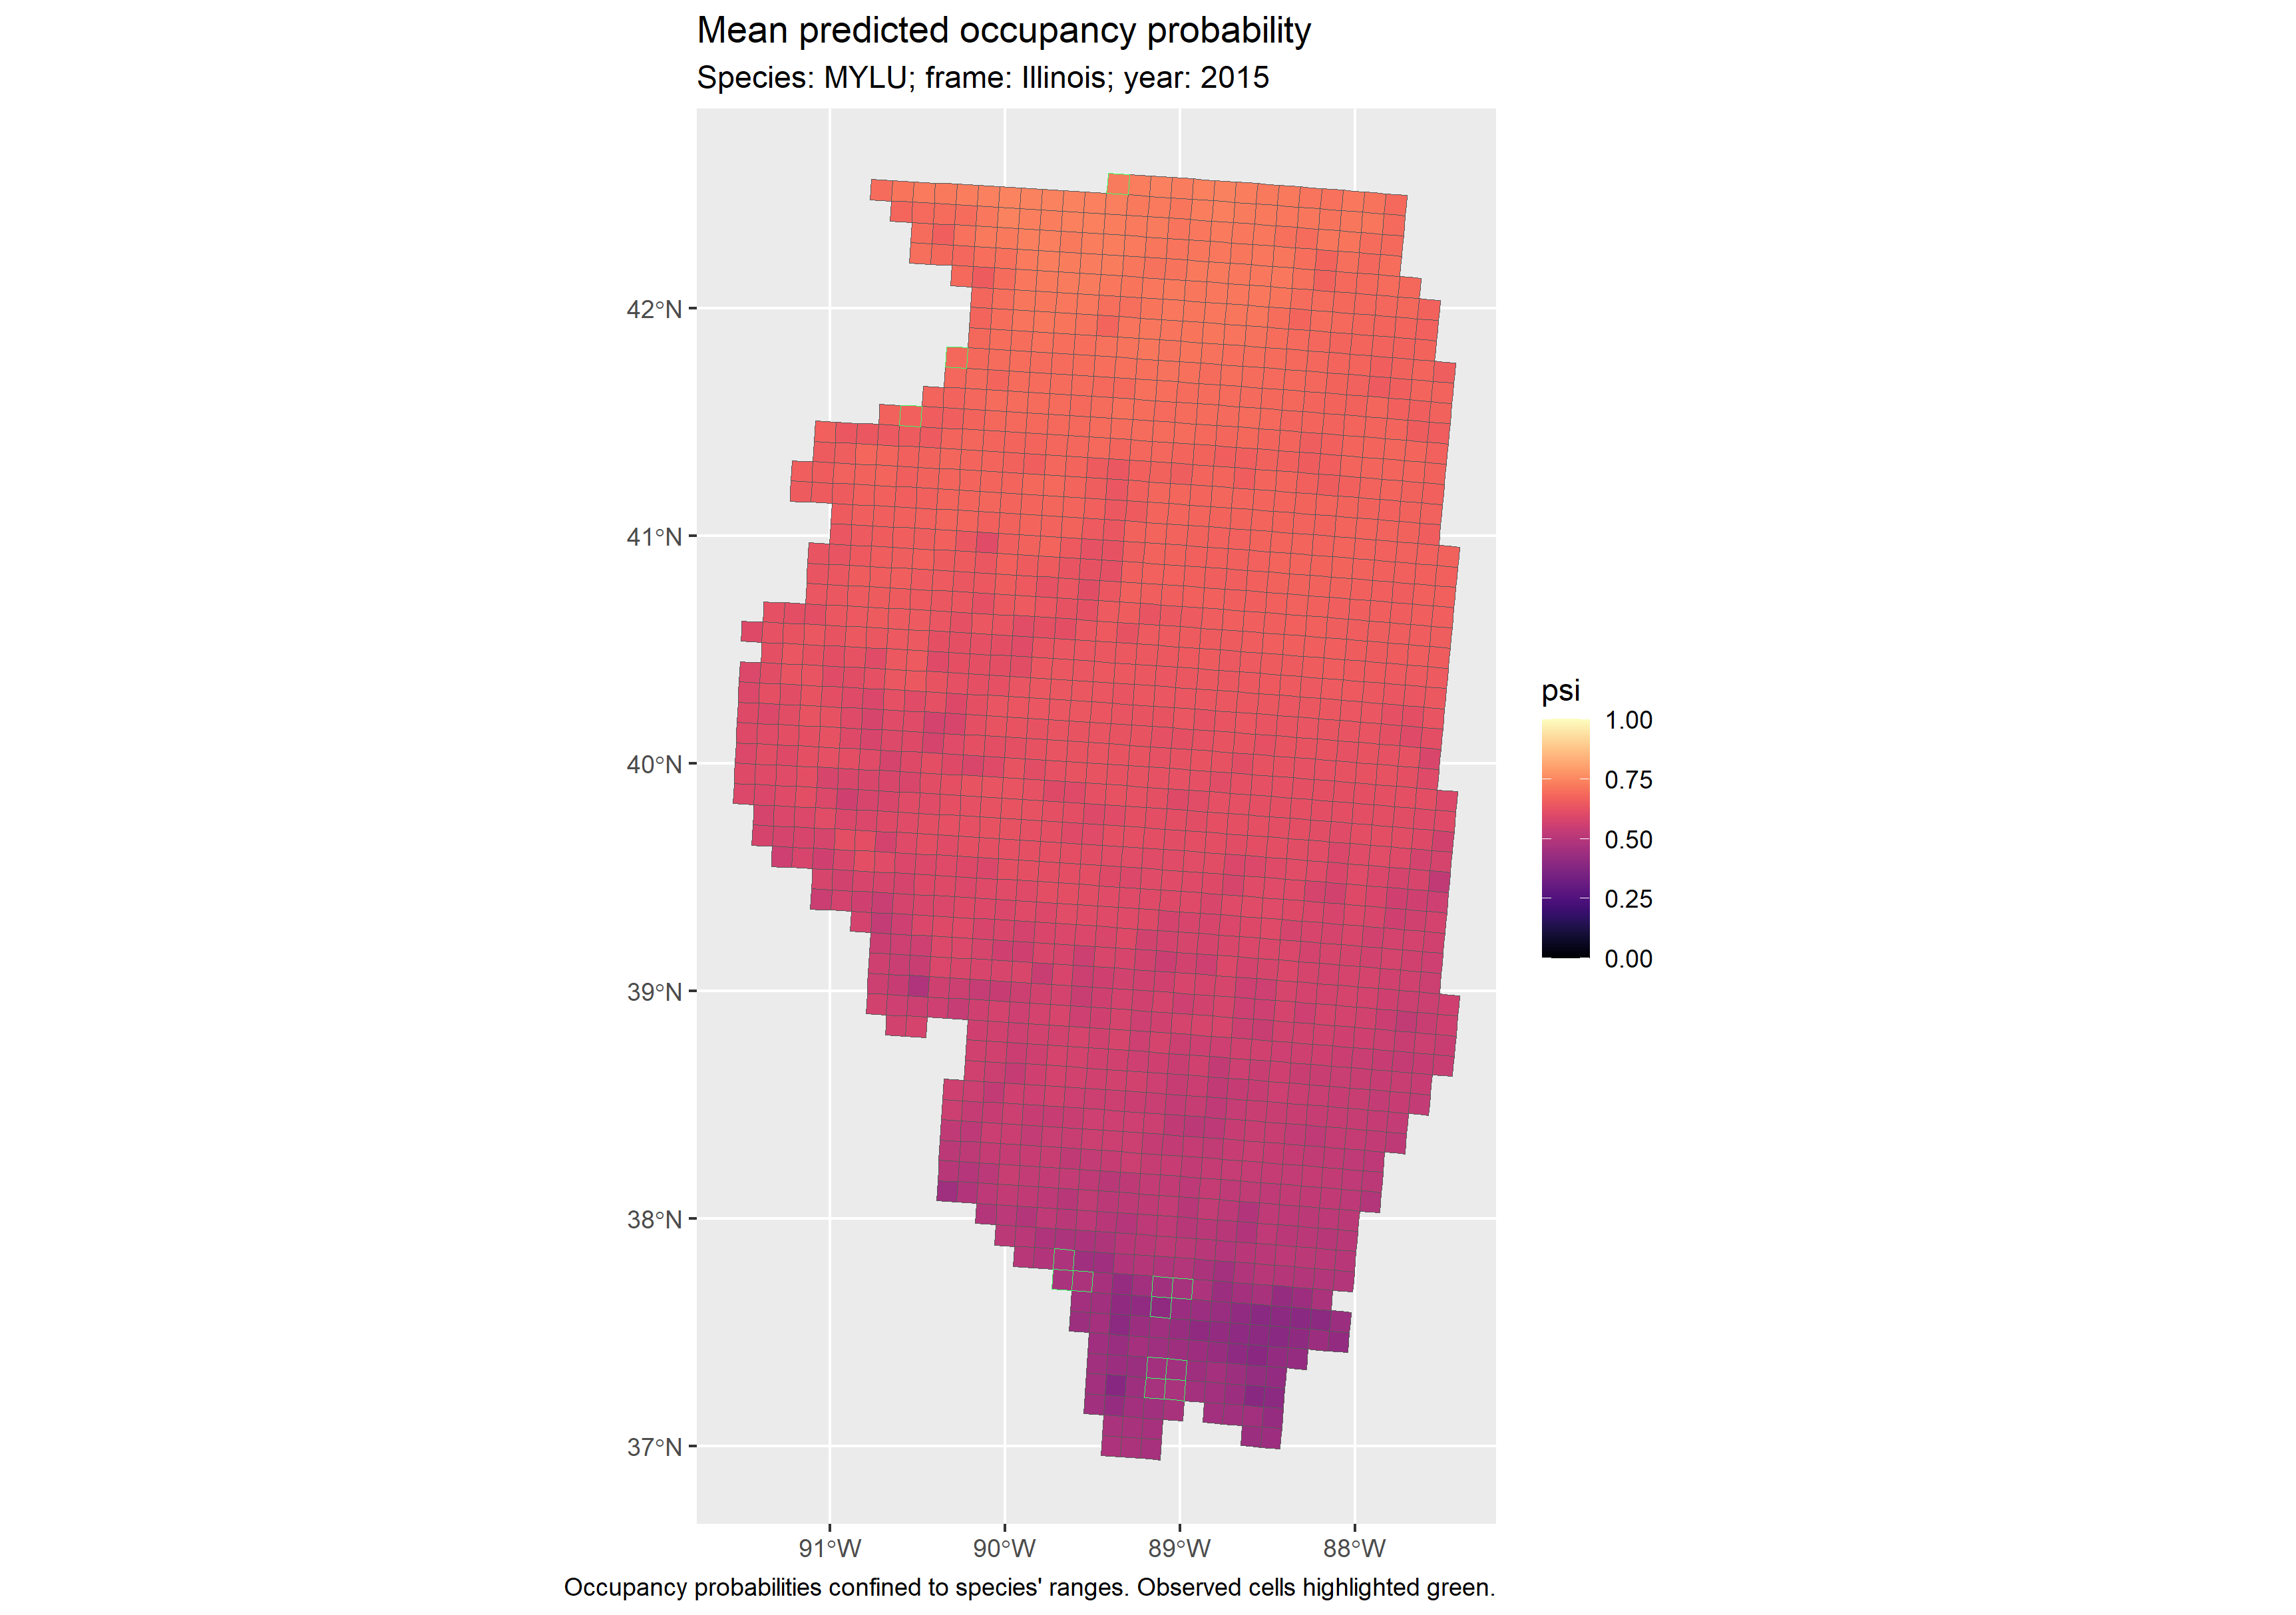 Mean predicted occupancy probability
Species: MYLU; frame: Illinois; year: 2015
42°N
41°N
40°N
39°N
38°N
37°N
91°W
90°W
89°W
88°W
psi
1.00
0.75
0.50
0.25
0.00
Occupancy probabilities confined to species' ranges. Observed cells highlighted green.